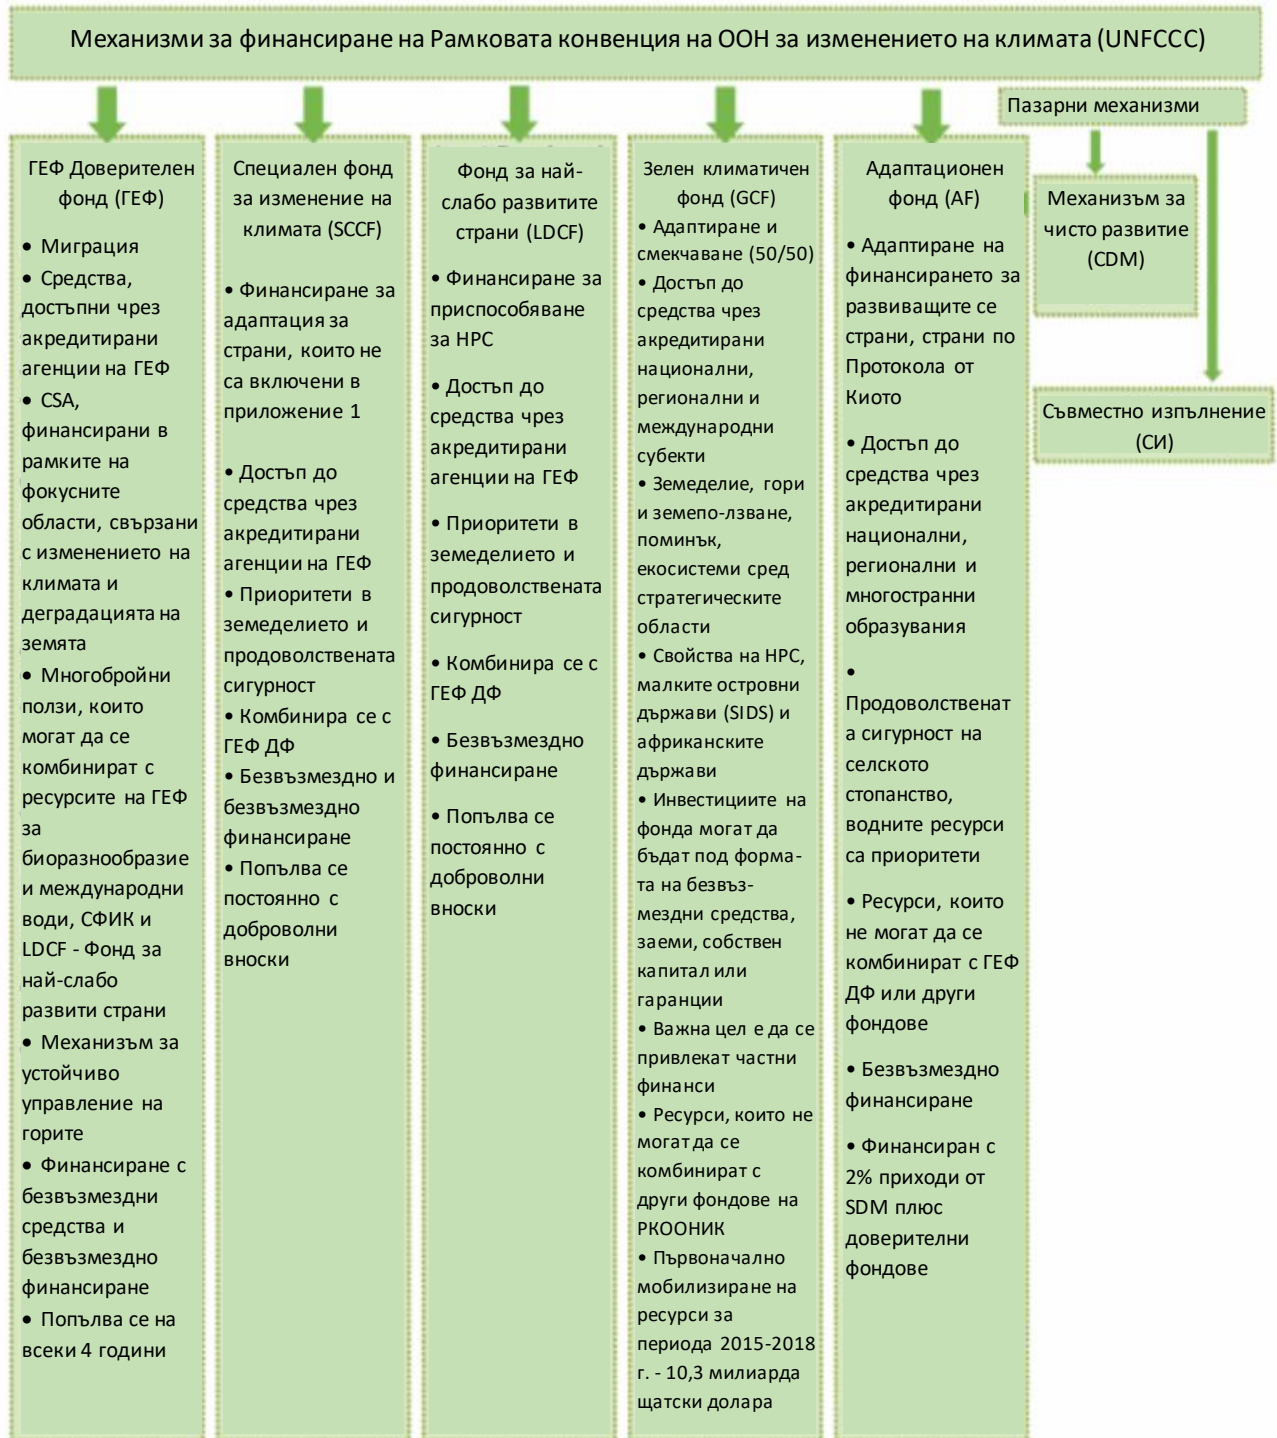 Механизми за финансиране на Рамковата конвенция на ООН за изменението на климата (UNFCCC)
ГЕФ Доверителен
фонд (ГЕФ)
• Миграция
• Средства,
достъпни чрез
акредитирани
агенции на ГЕФ
• CSA,
финансирани в
рамките на
фокусните
области, свързани
с изменението на
климата и
деградацията на
земята
• Многобройни
ползи, които
могат да се
комбинират с
ресурсите на ГЕФ
за
биоразнообразие
и международни
води, СФИК и
LDCF - Фонд за
най-слабо
развити страни
• Механизъм за
устойчиво
управление на
горите
• Финансиране с
безвъзмездни
средства и
безвъзмездно
финансиране
• Попълва се на
всеки 4 години
Специален фонд
за изменение на
климата (SCCF)
• Финансиране за
адаптация за
страни, които не
са включени в
приложение 1
• Достъп до
средства чрез
акредитирани
агенции на ГЕФ
• Приоритети в
земеделието и
продоволствената
сигурност
• Комбинира се с
ГЕФ ДФ
• Безвъзмездно и
безвъзмездно
финансиране
• Попълва се
постоянно с
доброволни
вноски
Фонд за най-
слабо развитите
страни (LDCF)
• Финансиране за
приспособяване
за НРС
• Достъп до
средства чрез
акредитирани
агенции на ГЕФ
• Приоритети в
земеделието и
продоволствената
сигурност
• Комбинира се с
ГЕФ ДФ
• Безвъзмездно
финансиране
• Попълва се
постоянно с
доброволни
вноски
Зелен климатичен
фонд (GCF)
• Адаптиране и
смекчаване (50/50)
• Достъп до
средства чрез
акредитирани
национални,
регионални и
международни
субекти
• Земеделие, гори
и земепо-лзване,
поминък,
екосистеми сред
стратегическите
области
• Свойства на НРС,
малките островни
държави (SIDS) и
африканските
държави
• Инвестициите на
фонда могат да
бъдат под форма-
та на безвъз-
мездни средства,
заеми, собствен
капитал или
гаранции
• Важна цел е да се
привлекат частни
финанси
• Ресурси, които не
могат да се
комбинират с
други фондове на
РКООНИК
• Първоначално
мобилизиране на
ресурси за
периода 2015-2018
г. - 10,3 милиарда
щатски долара
Адаптационен
фонд (AF)
• Адаптиране на
финансирането за
развиващите се
страни, страни по
Протокола от
Киото
• Достъп до
средства чрез
акредитирани
национални,
регионални и
многостранни
образувания
•
Продоволственат
а сигурност на
селското
стопанство,
водните ресурси
са приоритети
• Ресурси, които
не могат да се
комбинират с ГЕФ
ДФ или други
фондове
• Безвъзмездно
финансиране
• Финансиран с
2% приходи от
SDM плюс
доверителни
фондове
Пазарни механизми
Механизъм за
чисто развитие
(CDM)
Съвместно изпълнение
(СИ)